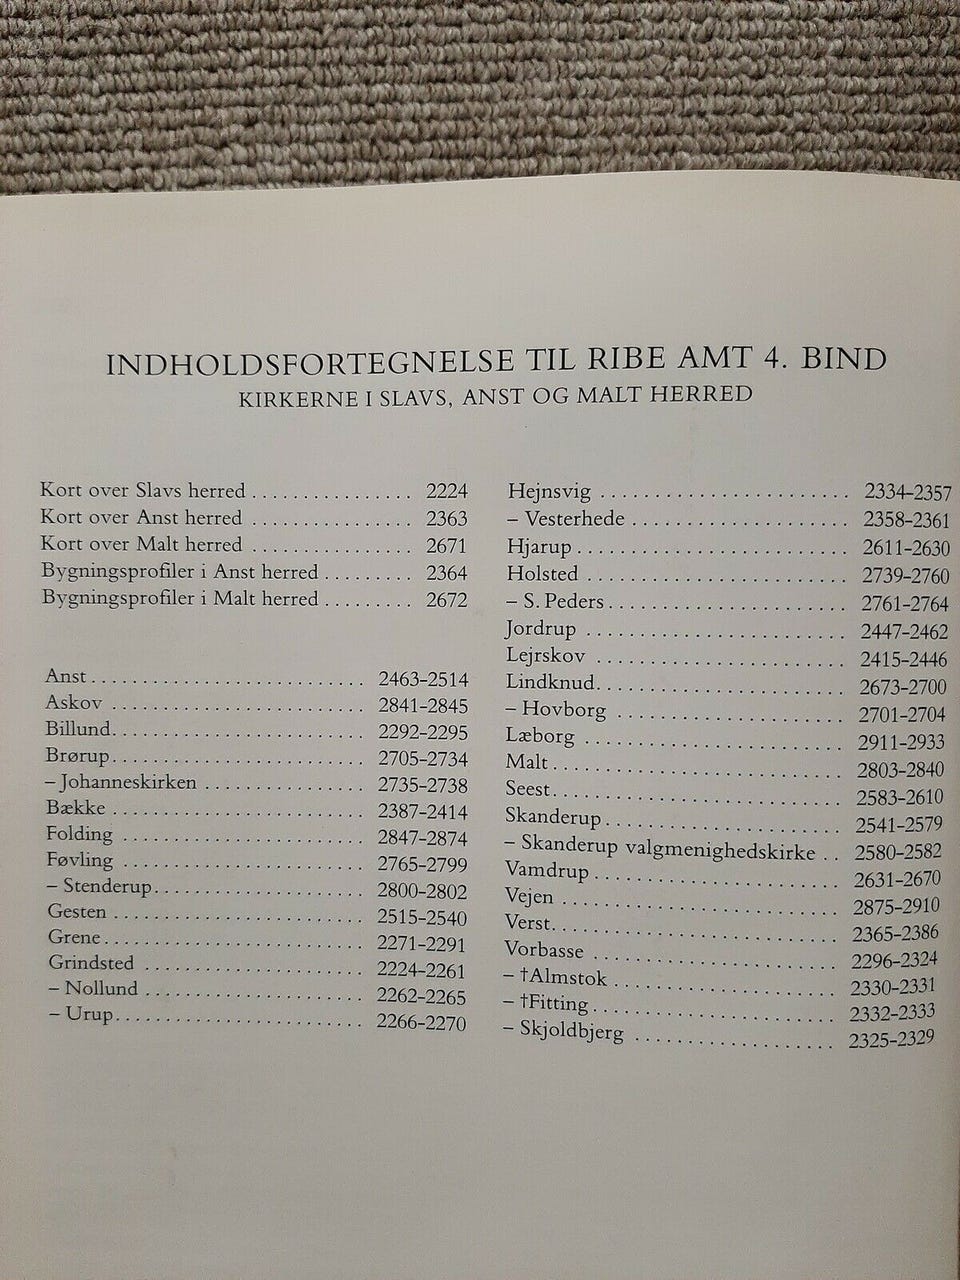 INDHOLDSFORTEGNELSE TIL RIBE AMT 4. BIND
KIRKERNE I SLAVS, ANST OG MALT HERRED
Kort over Slavs herred . . . . . . . . . . . . . . . . 2224
Kort over Anst herred . . . . . . . . . . . . . . . . 2363
Kort over Malt herred . . . . . . . . . . . . . . . . 2671
Bygningsprofiler i Anst herred . . . . . . . . . 2364
Bygningsprofiler i Malt herred . . . . . . . . . 2672
Anst . . . . . . . . . . . . . . . . . . . . . . . . . . 2463–2514
Askov . . . . . . . . . . . . . . . . . . . . . . . . 2841–2845
Billund. . . . . . . . . . . . . . . . . . . . . . . . 2292–2295
Brørup. . . . . . . . . . . . . . . . . . . . . . . . 2705–2734
– Johanneskirken . . . . . . . . . . . . . . . 2735–2738
Bække . . . . . . . . . . . . . . . . . . . . . . . . 2387–2414
Folding . . . . . . . . . . . . . . . . . . . . . . . 2847–2874
Føvling . . . . . . . . . . . . . . . . . . . . . . . 2765–2799
– Stenderup. . . . . . . . . . . . . . . . . . . . 2800–2802
Gesten . . . . . . . . . . . . . . . . . . . . . . . . 2515–2540
Grene. . . . . . . . . . . . . . . . . . . . . . . . . 2271–2291
Grindsted . . . . . . . . . . . . . . . . . . . . . 2224–2261
– Nollund . . . . . . . . . . . . . . . . . . . . . 2262–2265
– Urup. . . . . . . . . . . . . . . . . . . . . . . . 2266–2270
Hejnsvig . . . . . . . . . . . . . . . . . . . . . . . . 2334–2357
– Vesterhede . . . . . . . . . . . . . . . . . . . . . 2358–2361
Hjarup . . . . . . . . . . . . . . . . . . . . . . . . . . 2611–2630
Holsted . . . . . . . . . . . . . . . . . . . . . . . . . 2739–2760
– S. Peders . . . . . . . . . . . . . . . . . . . . . . . 2761–2764
Jordrup . . . . . . . . . . . . . . . . . . . . . . . . . 2447–2462
Lejrskov . . . . . . . . . . . . . . . . . . . . . . . . 2415–2446
Lindknud. . . . . . . . . . . . . . . . . . . . . . . . 2673–2700
– Hovborg . . . . . . . . . . . . . . . . . . . . . . 2701–2704
Læborg . . . . . . . . . . . . . . . . . . . . . . . . . 2911–2933
Malt . . . . . . . . . . . . . . . . . . . . . . . . . . . . 2803–2840
Seest. . . . . . . . . . . . . . . . . . . . . . . . . . . . 2583–2610
Skanderup. . . . . . . . . . . . . . . . . . . . . . . 2541–2579
– Skanderup valgmenighedskirke . . 2580–2582
Vamdrup . . . . . . . . . . . . . . . . . . . . . . . . 2631–2670
Vejen . . . . . . . . . . . . . . . . . . . . . . . . . . . 2875–2910
Verst. . . . . . . . . . . . . . . . . . . . . . . . . . . . 2365–2386
Vorbasse . . . . . . . . . . . . . . . . . . . . . . . . 2296–2324
– †Almstok . . . . . . . . . . . . . . . . . . . . . . 2330–2331
– †Fitting. . . . . . . . . . . . . . . . . . . . . . . . 2332–2333
– Skjoldbjerg . . . . . . . . . . . . . . . . . . . 2325–2329